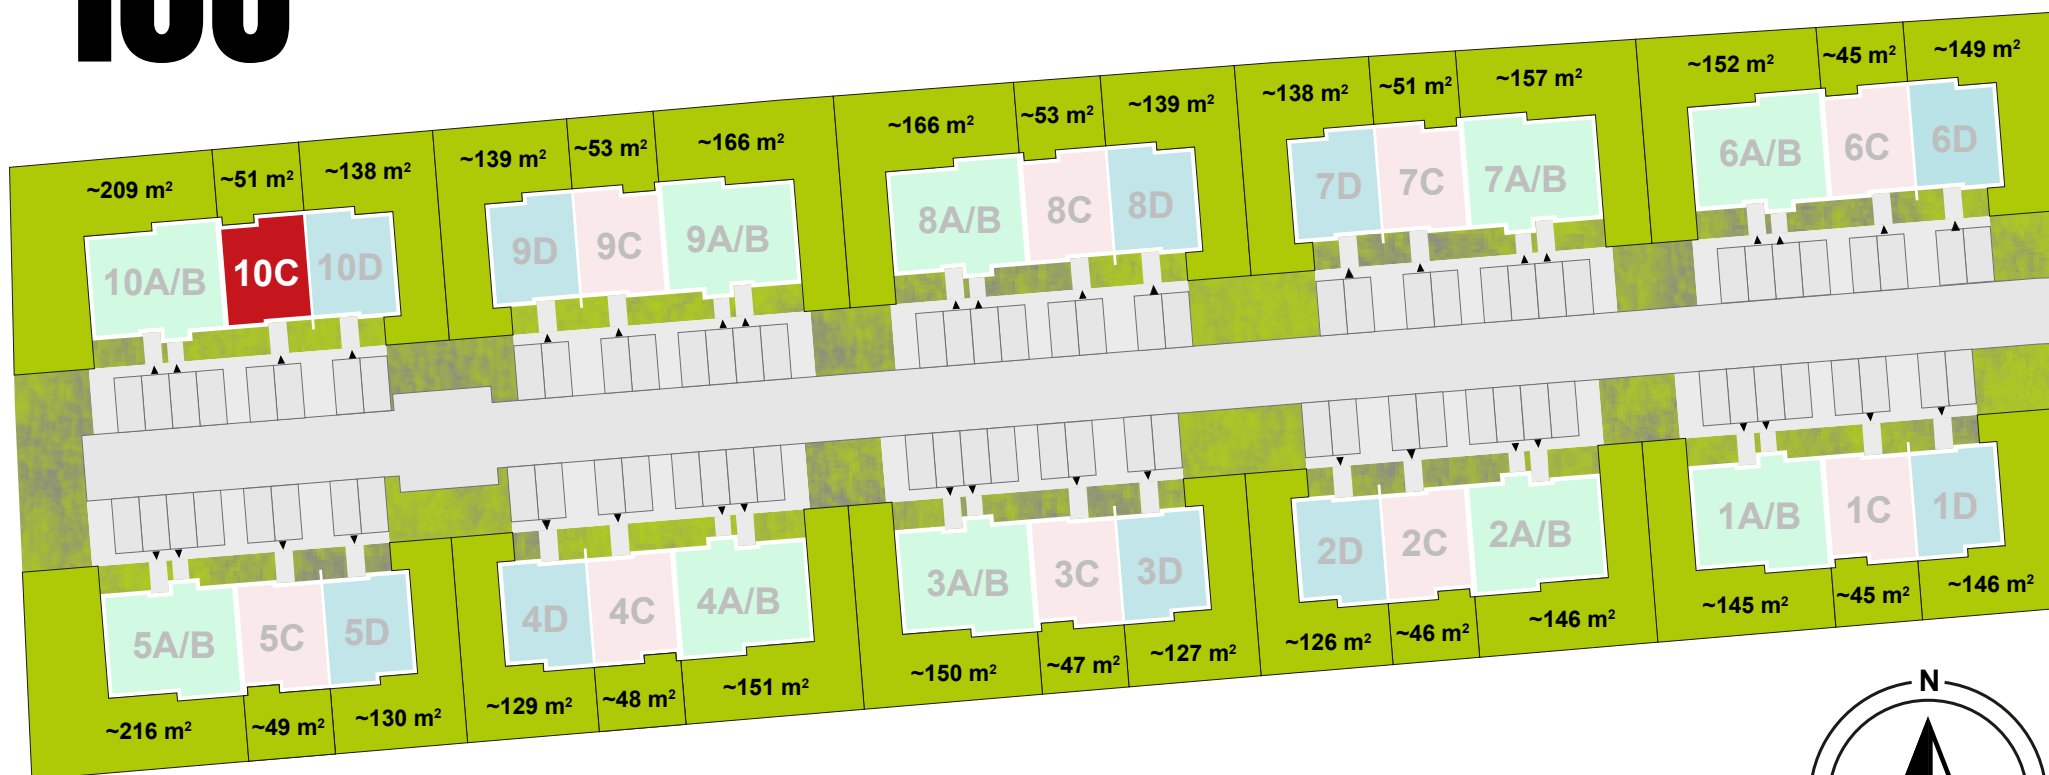 ~209 m²
~51 m²
~138 m²
~139 m²
~53 m²
~166 m²
~166 m²
~53 m²
~139 m²
~138 m²
~51 m²
~157 m²
~152 m²
~45 m²
~149 m²
10A/B
10C
10D
9D
9C
9A/B
8A/B
8C
8D
7D
7C
7A/B
6A/B
6C
6D
5A/B
5C
5D
4D
4C
4A/B
3A/B
3C
3D
2D
2C
2A/B
1A/B
1C
1D
~216 m²
~49 m²
~130 m²
~129 m²
~48 m²
~151 m²
~150 m²
~47 m²
~127 m²
~126 m²
~46 m²
~146 m²
~145 m²
~45 m²
~146 m²
N